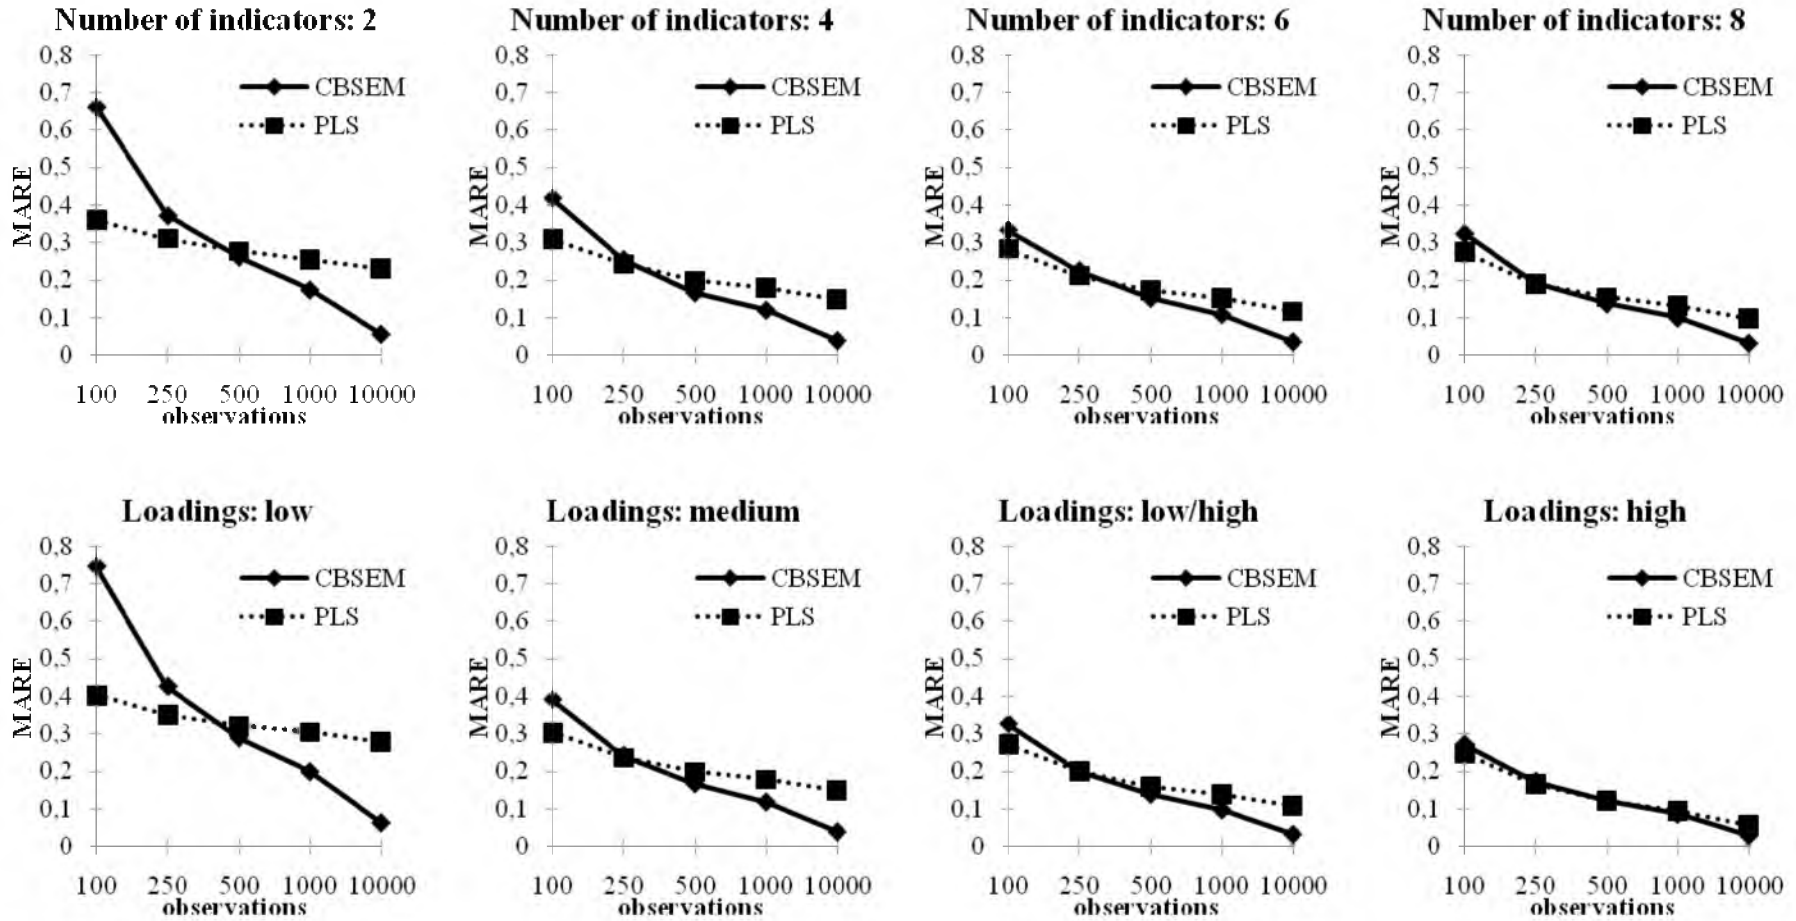 Number of indicators: 2
0,8
0,7
0,6
0,5
0,4
0,3
0,2
0,1
0
MARE
CBSEM
PLS
100 250 500 1000 10000
observations
Number of indicators: 4
0,8
0,7
0,6
0,5
0,4
0,3
0,2
0,1
0
MARE
CBSEM
PLS
100 250 500 1000 10000
observations
Number of indicators: 6
0,8
0,7
0,6
0,5
0,4
0,3
0,2
0,1
0
MARE
CBSEM
PLS
100 250 500 1000 10000
observations
Number of indicators: 8
0,8
0,7
0,6
0,5
0,4
0,3
0,2
0,1
0
MARE
CBSEM
PLS
100 250 500 1000 10000
observations
Loadings: low
0,8
0,7
0,6
0,5
0,4
0,3
0,2
0,1
0
MARE
CBSEM
PLS
100 250 500 1000 10000
observations
Loadings: medium
0,8
0,7
0,6
0,5
0,4
0,3
0,2
0,1
0
MARE
CBSEM
PLS
100 250 500 1000 10000
observations
Loadings: low/high
0,8
0,7
0,6
0,5
0,4
0,3
0,2
0,1
0
MARE
CBSEM
PLS
100 250 500 1000 10000
observations
Loadings: high
0,8
0,7
0,6
0,5
0,4
0,3
0,2
0,1
0
MARE
CBSEM
PLS
100 250 500 1000 10000
observations